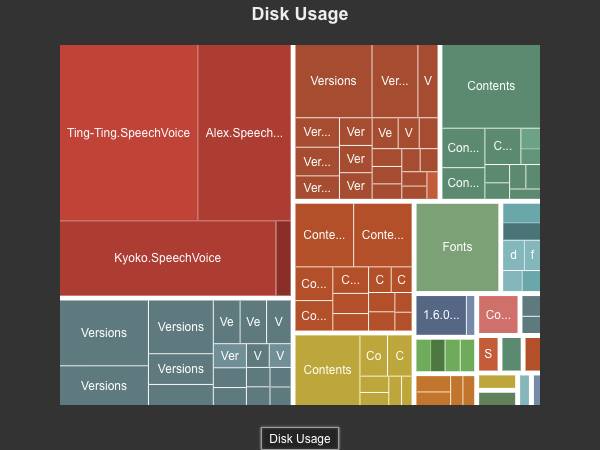 Disk Usage
Ting-Ting.SpeechVoice
Alex.Speech...
Kyoko.SpeechVoice
Versions
Ver...
V
Ver...
Ver
Ve
V
Ver...
Ver
Ver...
Ver
Contents
Con...
C...
Con...
Conte...
Conte...
Co...
C...
C
C
Co...
Fonts
d
f
Versions
Versions
Ve
Ve
V
Ver
V
V
Versions
Versions
Contents
Co
C
1.6.0...
Co...
S
Disk Usage